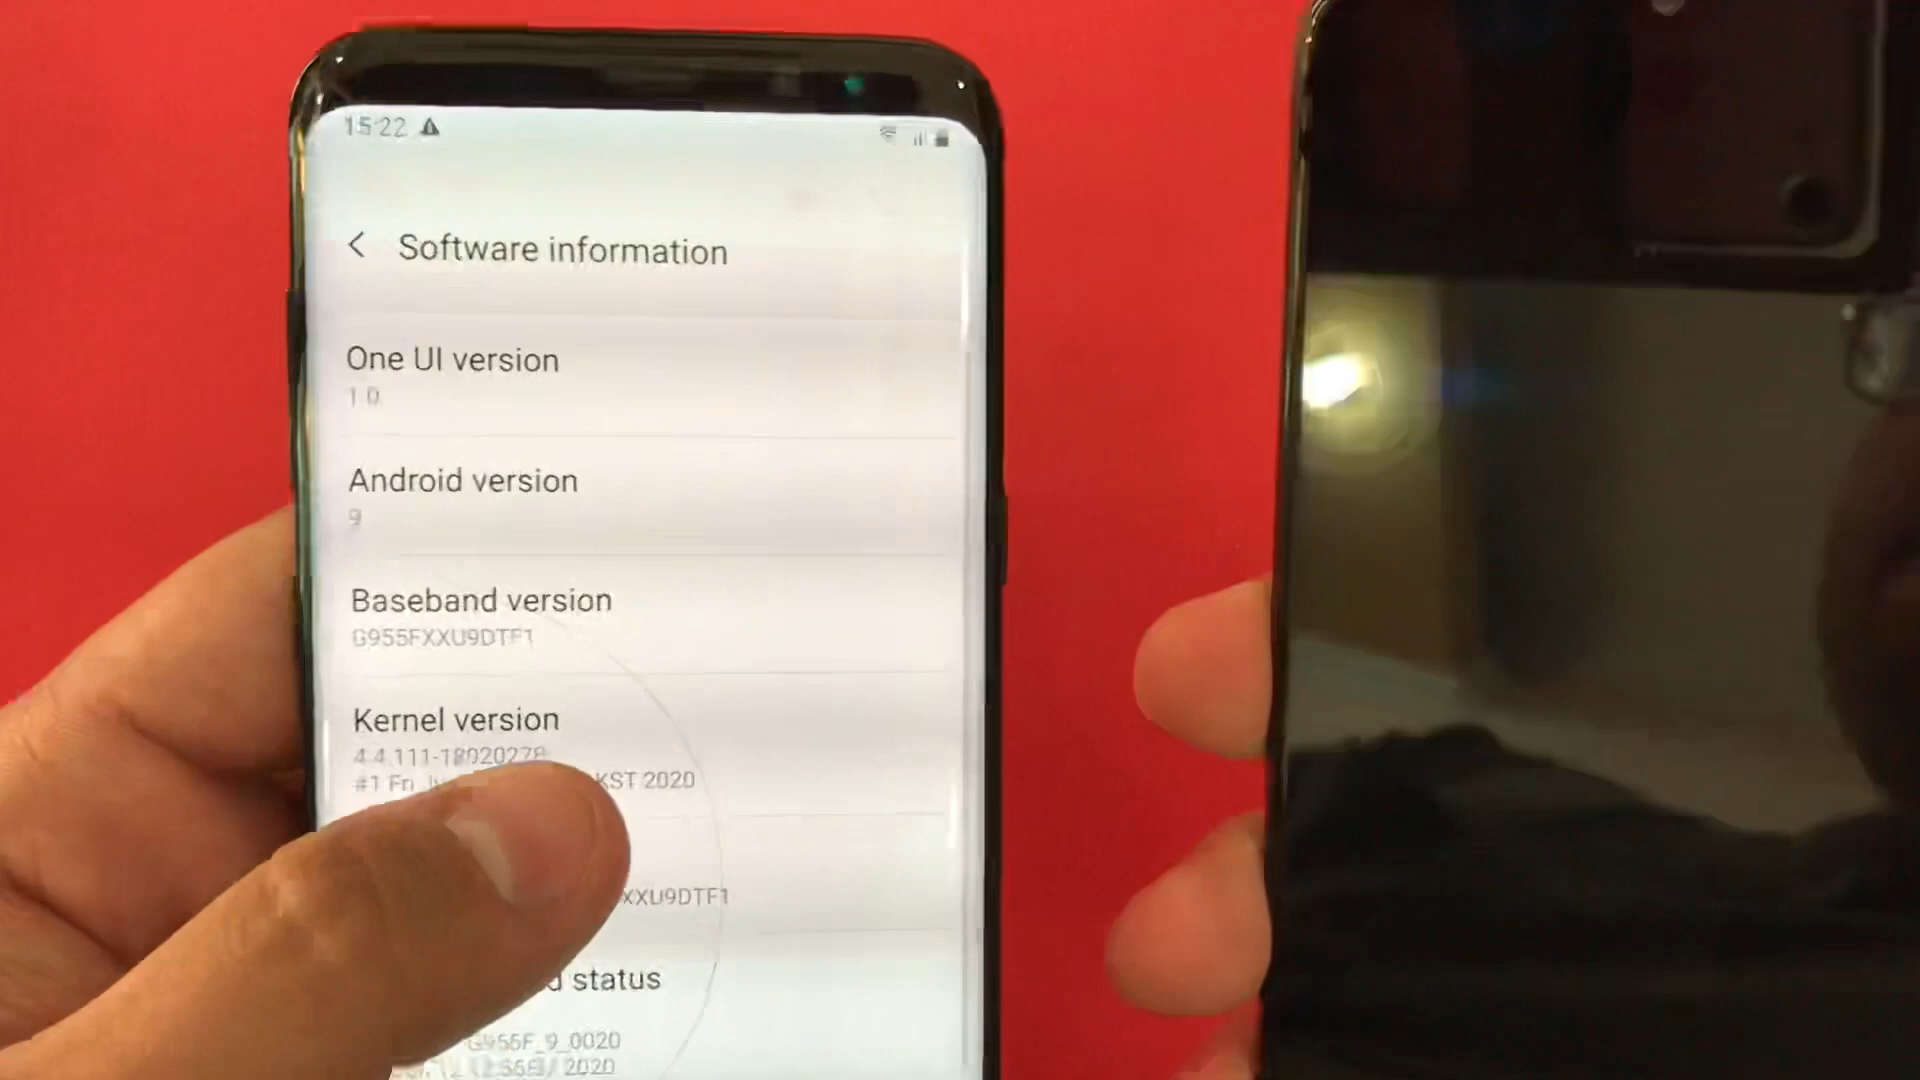 15:22
Software information
One UI version
1.0
Android version
9
Baseband version
G955FXXU9DTF1
Kernel version
4.4.111-18020278
#1 Fri KST 2020
XXU9DTF1
status
G955F_9_0020
2020